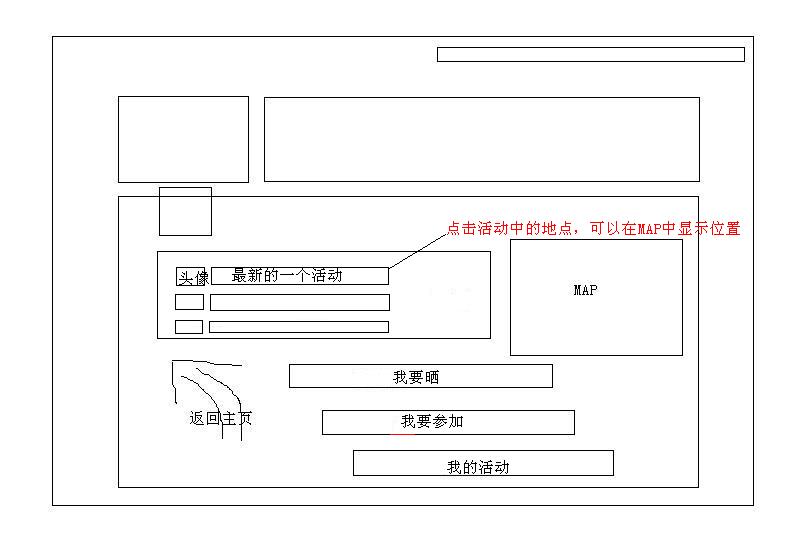 点击活动中的地点，可以在MAP中显示位置
头像 最新的一个活动
MAP
我要晒
返回主页
我要参加
我的活动